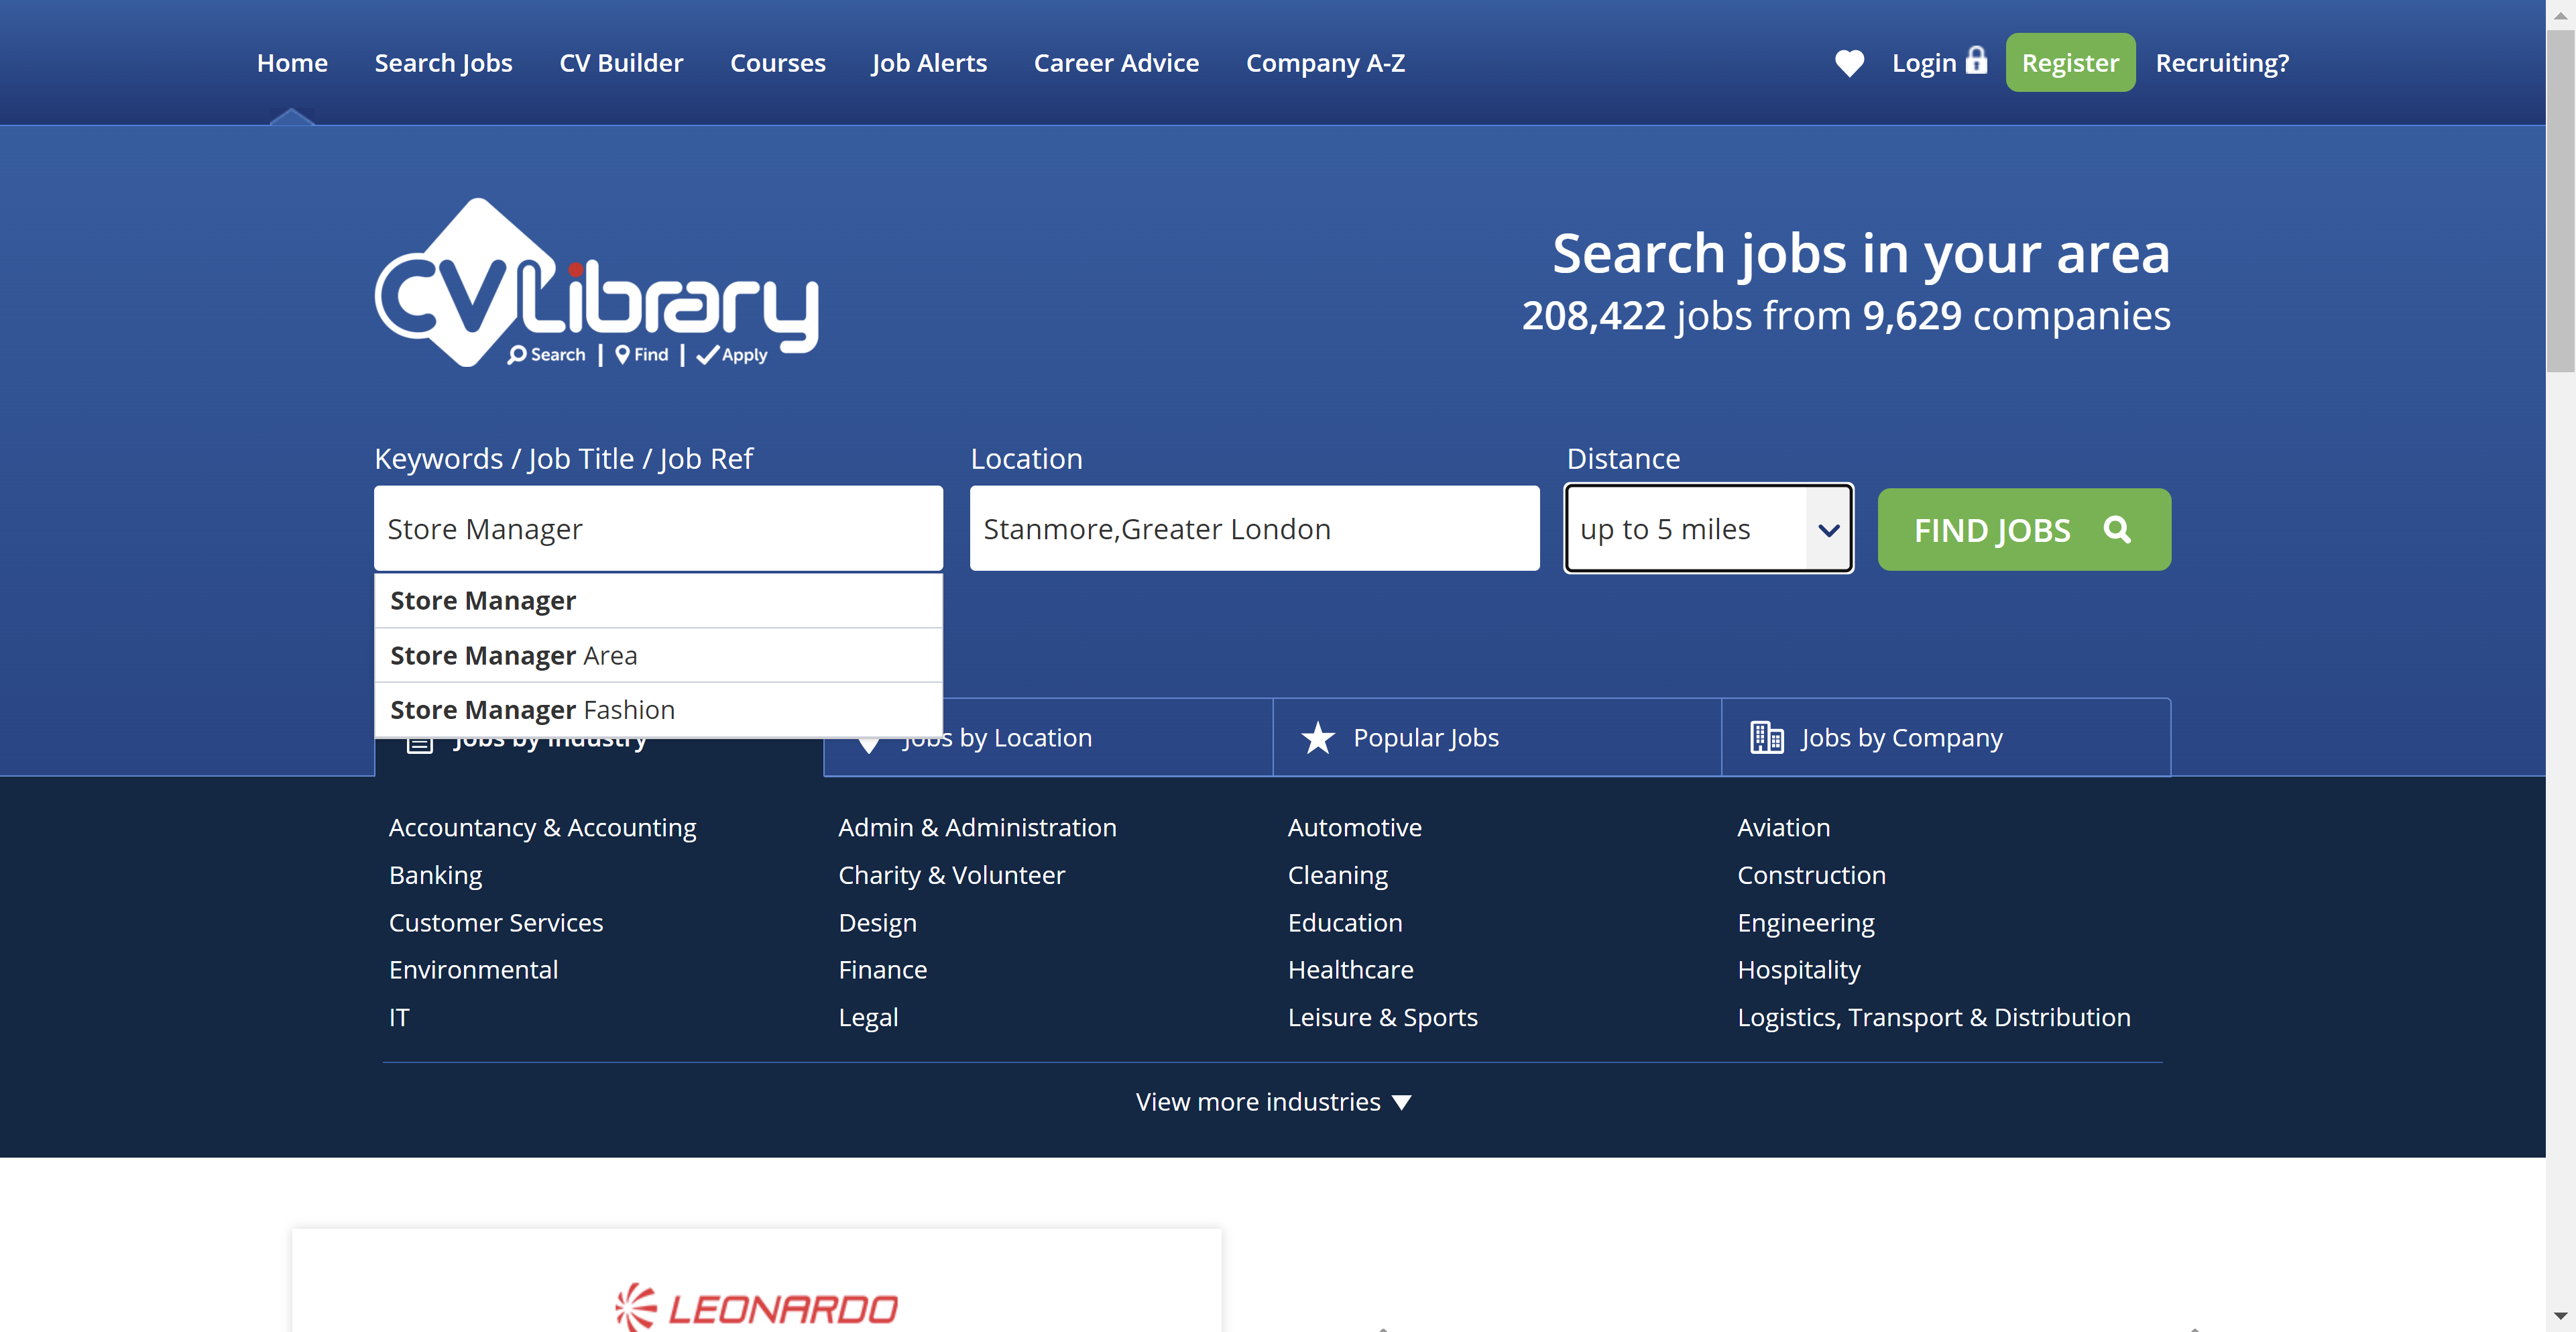 Home Search Jobs CV Builder Courses Job Alerts Career Advice Company A-Z Login Register Recruiting?
CVLibrary
Search | Find | Apply
Search jobs in your area
208,422 jobs from 9,629 companies
Keywords / Job Title / Job Ref Location Distance
Store Manager Stanmore,Greater London up to 5 miles FIND JOBS
Store Manager
Store Manager Area
Store Manager Fashion
Jobs by Industry Jobs by Location Popular Jobs Jobs by Company
Accountancy & Accounting Admin & Administration Automotive Aviation
Banking Charity & Volunteer Cleaning Construction
Customer Services Design Education Engineering
Environmental Finance Healthcare Hospitality
IT Legal Leisure & Sports Logistics, Transport & Distribution
View more industries
LEONARDO